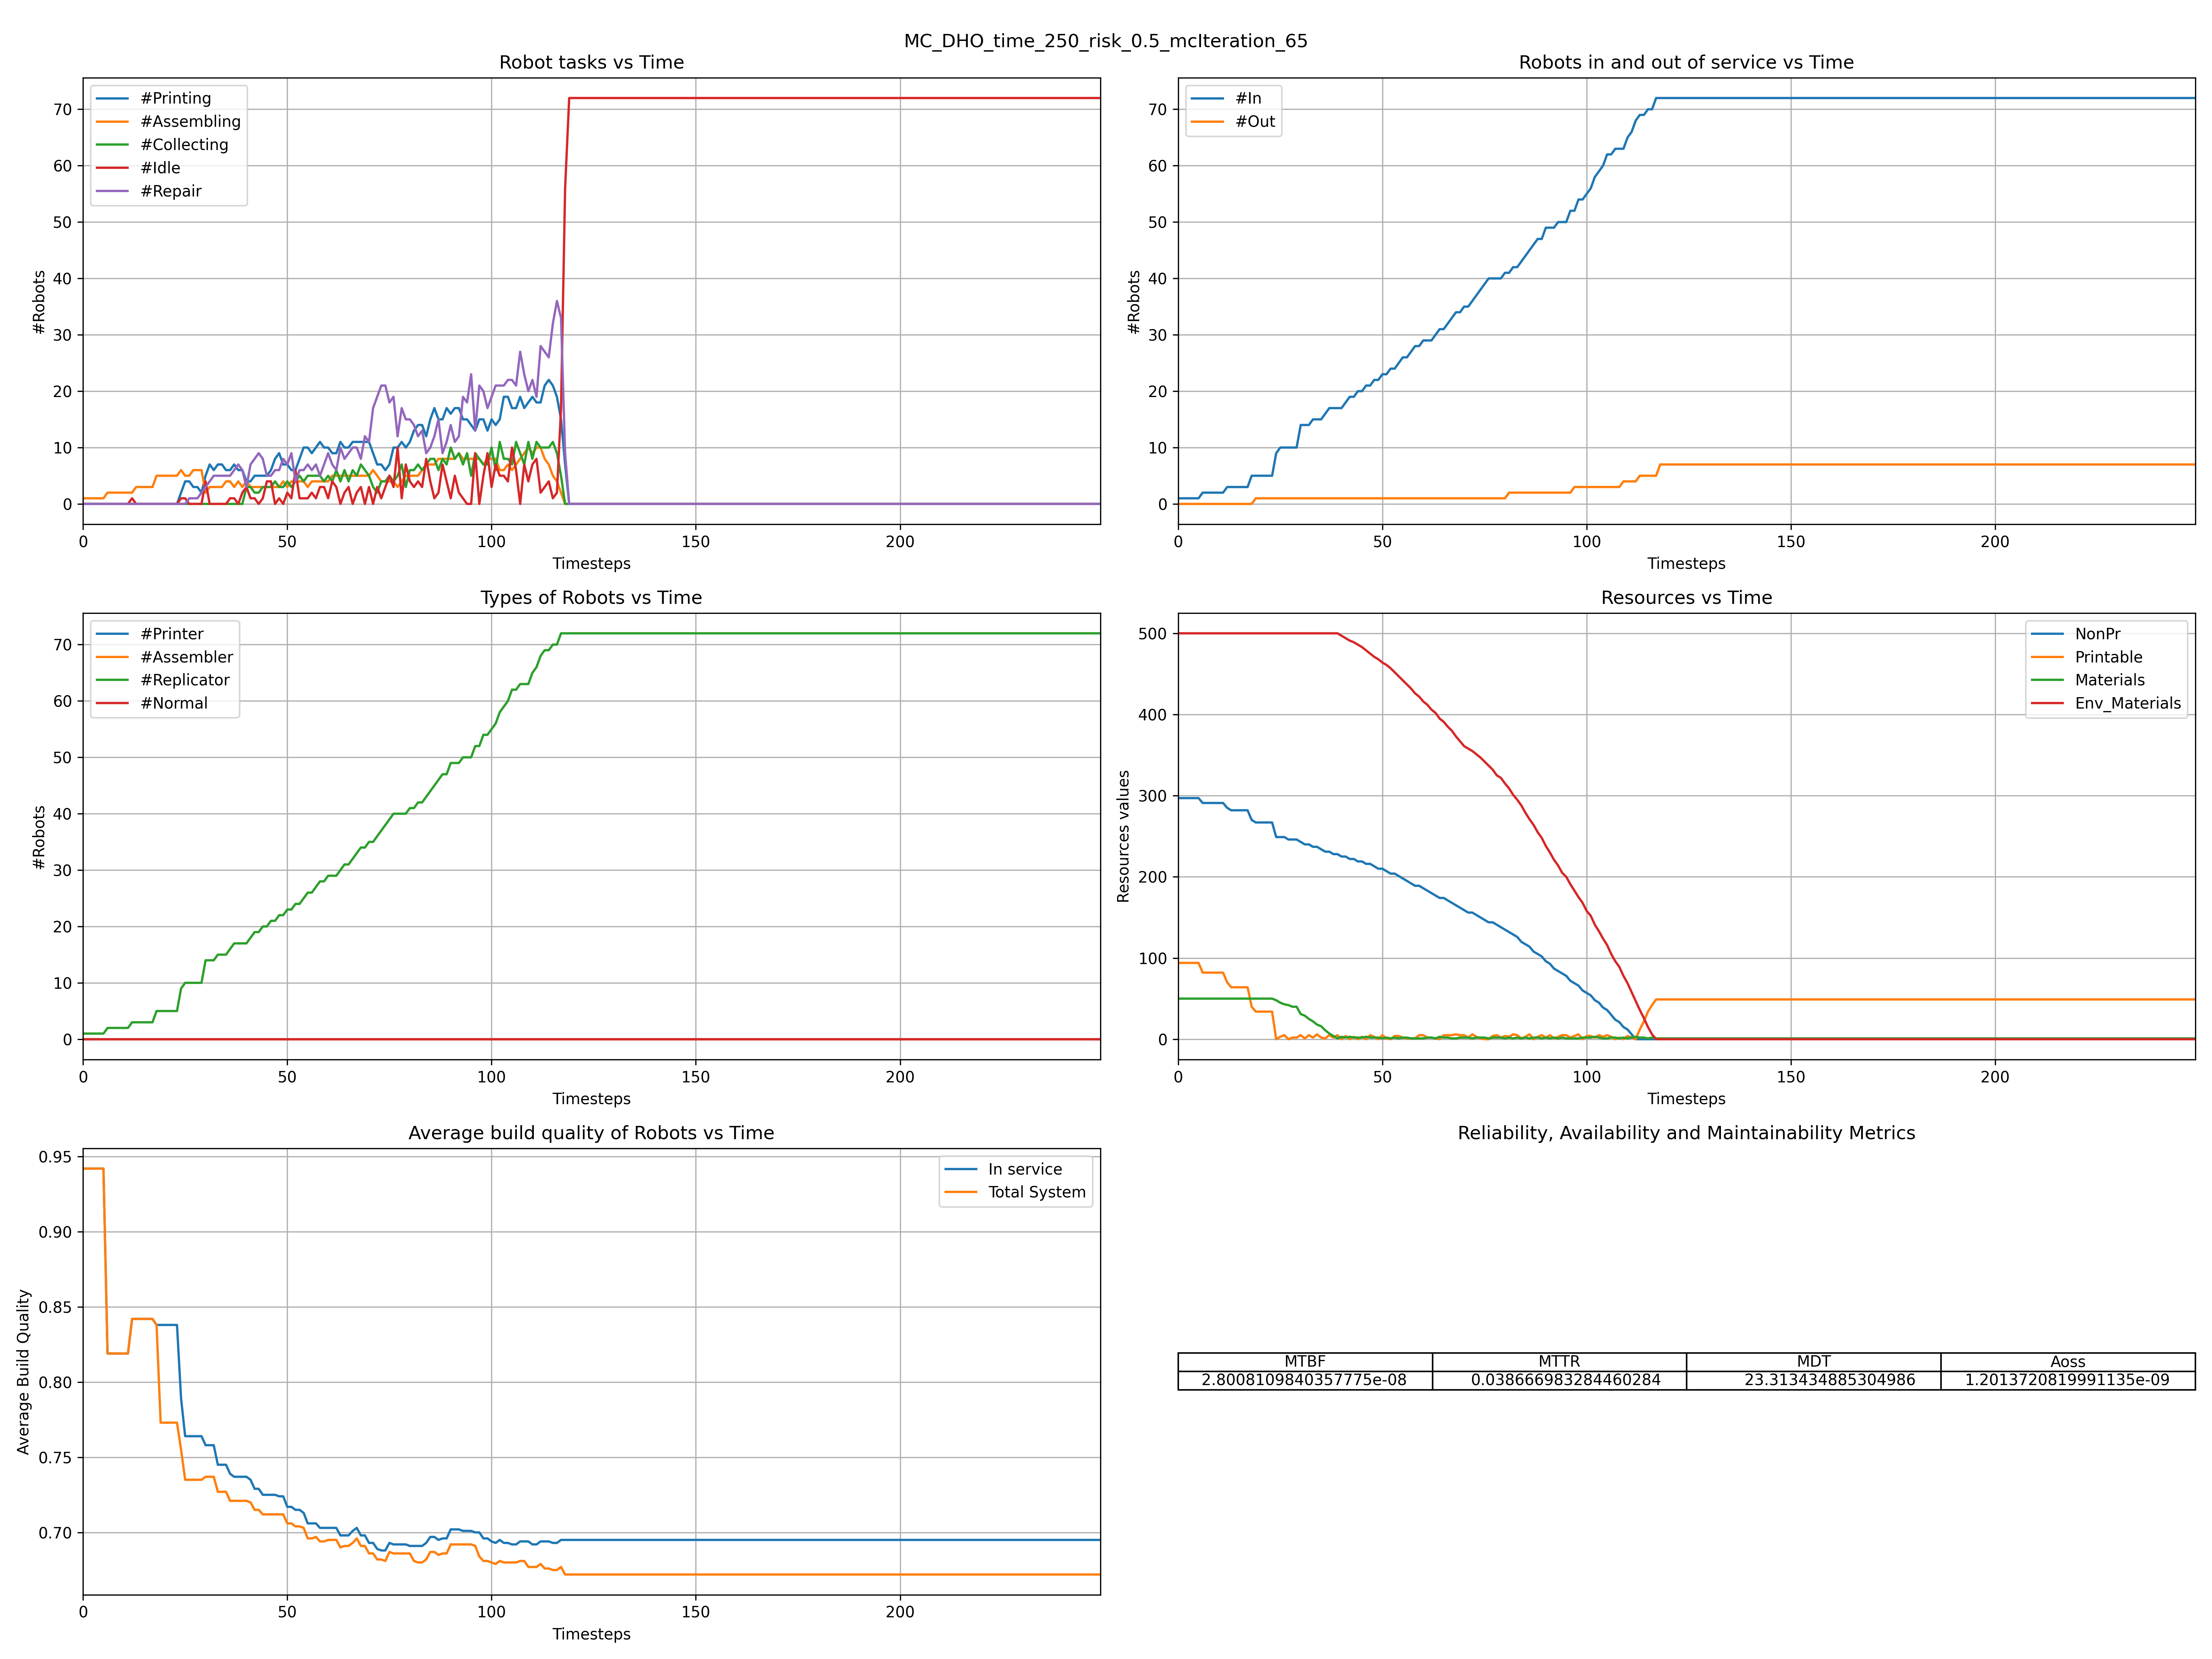 MC_DHO_time_250_risk_0.5_mcIteration_65
Robot tasks vs Time
#Robots
70
60
50
40
30
20
10
0
#Printing
#Assembling
#Collecting
#Idle
#Repair
0 50 100 150 200
Timesteps
Robots in and out of service vs Time
#Robots
70
60
50
40
30
20
10
0
#In
#Out
0 50 100 150 200
Timesteps
Types of Robots vs Time
#Robots
70
60
50
40
30
20
10
0
#Printer
#Assembler
#Replicator
#Normal
0 50 100 150 200
Timesteps
Resources vs Time
Resources values
500
400
300
200
100
0
NonPr
Printable
Materials
Env_Materials
0 50 100 150 200
Timesteps
Average build quality of Robots vs Time
Average Build Quality
0.95
0.90
0.85
0.80
0.75
0.70
In service
Total System
0 50 100 150 200
Timesteps
Reliability, Availability and Maintainability Metrics
MTBF MTTR MDT Aoss
2.8008109840357775e-08 0.038666983284460284 23.313434885304986 1.2013720819991135e-09